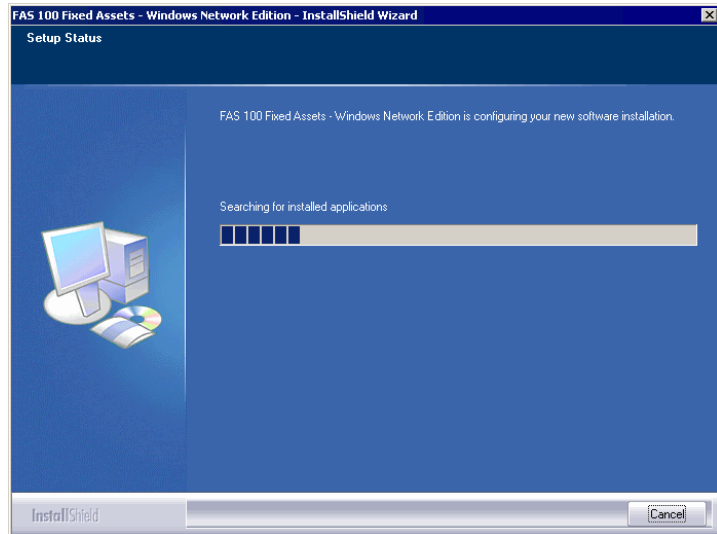 FAS 100 Fixed Assets - Windows Network Edition - InstallShield Wizard
Setup Status
FAS 100 Fixed Assets - Windows Network Edition is configuring your new software installation.
Searching for installed applications
InstallShield
Cancel